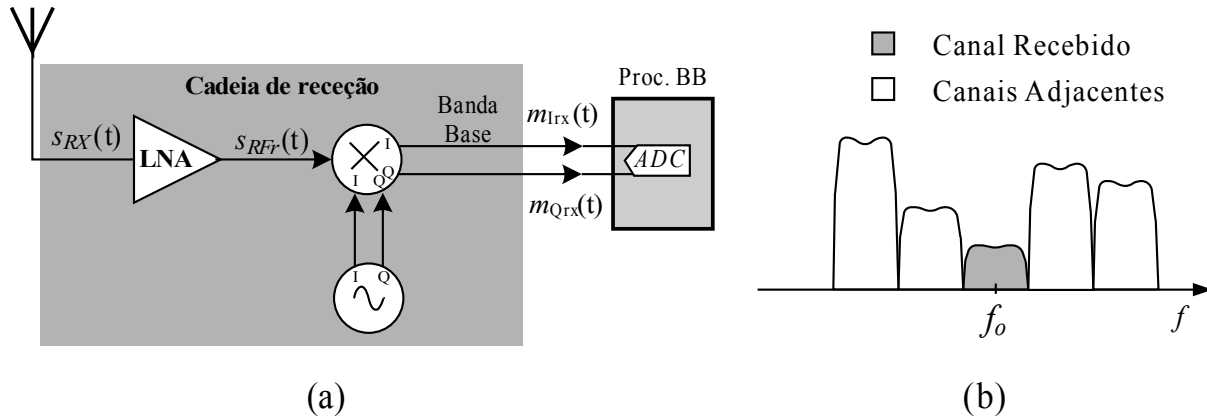 Cadeia de receção
Proc. BB
Banda
Base
s_RX(t)
LNA
s_RFr(t)
I
Q
I
Q
m_Irx(t)
ADC
m_Qrx(t)
I
Q
(a)
Canal Recebido
Canais Adjacentes
f_o
f
(b)